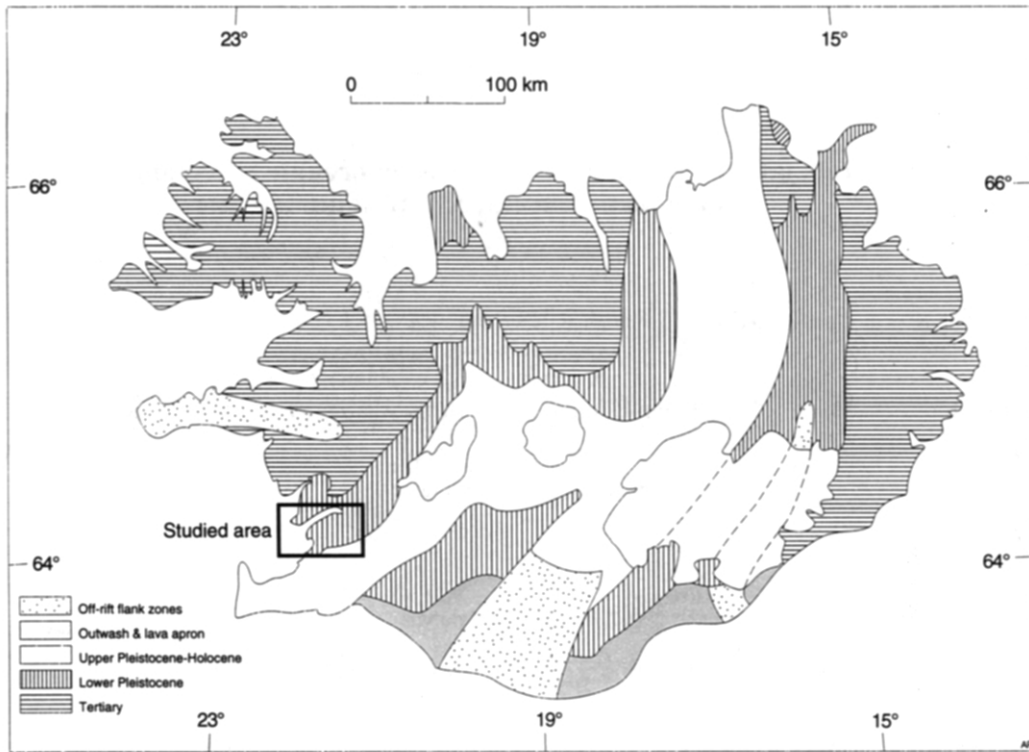 23° 19° 15°
0 100 km
66° 66°
Studied area
64° 64°
Off-rift flank zones
Outwash & lava apron
Upper Pleistocene-Holocene
Lower Pleistocene
Tertiary
23° 19° 15°